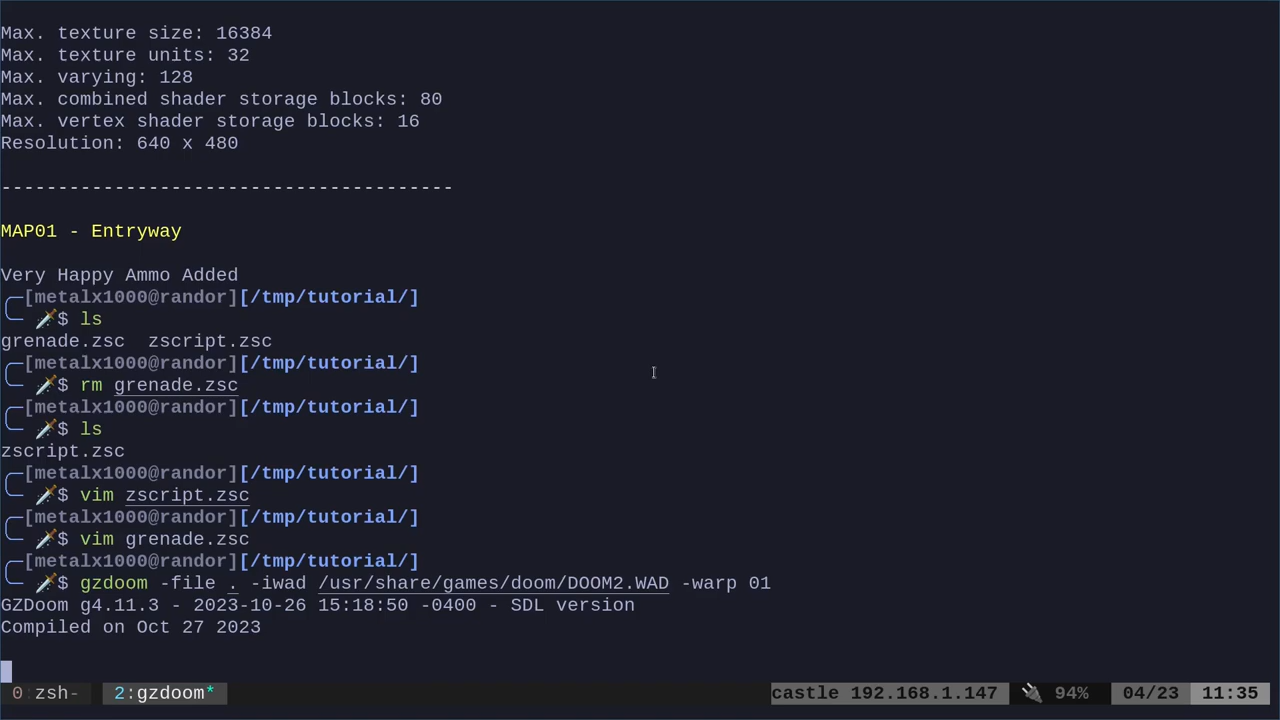 Max. texture size: 16384
Max. texture units: 32
Max. varying: 128
Max. combined shader storage blocks: 80
Max. vertex shader storage blocks: 16
Resolution: 640 x 480
----------------------------------------
MAP01 - Entryway
Very Happy Ammo Added
[metalx1000@randor][/tmp/tutorial/]
$ ls
grenade.zsc  zscript.zsc
[metalx1000@randor][/tmp/tutorial/]
$ rm grenade.zsc
[metalx1000@randor][/tmp/tutorial/]
$ ls
zscript.zsc
[metalx1000@randor][/tmp/tutorial/]
$ vim zscript.zsc
[metalx1000@randor][/tmp/tutorial/]
$ vim grenade.zsc
[metalx1000@randor][/tmp/tutorial/]
$ gzdoom -file . -iwad /usr/share/games/doom/DOOM2.WAD -warp 01
GZDoom g4.11.3 - 2023-10-26 15:18:50 -0400 - SDL version
Compiled on Oct 27 2023
0:zsh- 2:gzdoom* castle 192.168.1.147 94% 04/23 11:35